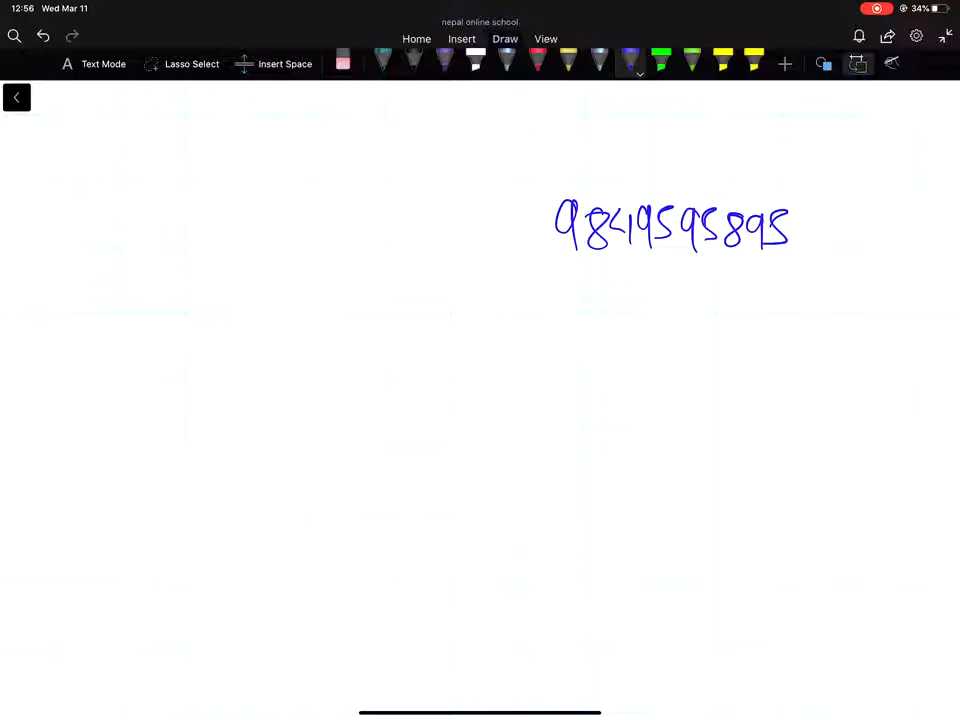 12:56 Wed Mar 11
34%
nepal online school
Home Insert Draw View
A Text Mode Lasso Select Insert Space
9849595895